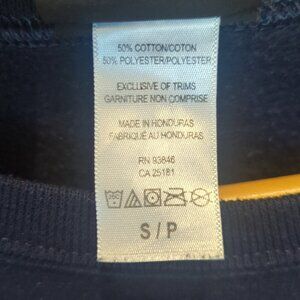 50% COTTON/COTON
50% POLYESTER/POLYESTER
EXCLUSIVE OF TRIMS
GARNITURE NON COMPRISE
MADE IN HONDURAS
FABRIQUÉ AU HONDURAS
RN 93846
CA 25181
S / P